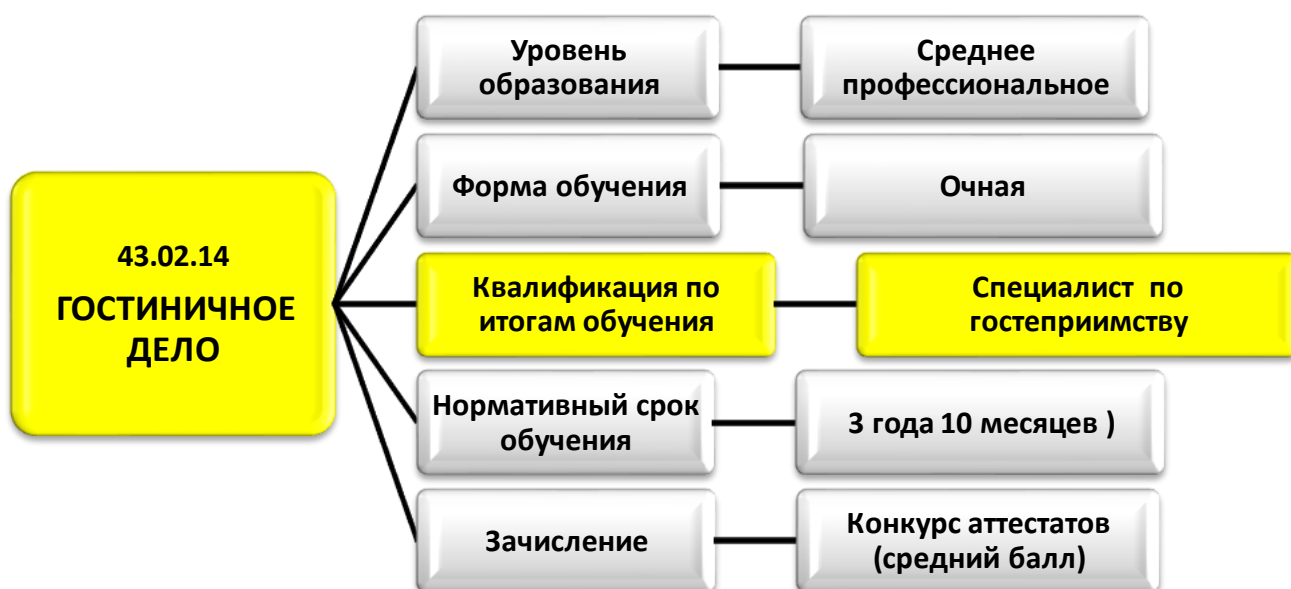 43.02.14
ГОСТИНИЧНОЕ
ДЕЛО
Уровень
образования
Среднее
профессиональное
Форма обучения
Очная
Квалификация по
итогам обучения
Специалист по
гостеприимству
Нормативный срок
обучения
3 года 10 месяцев )
Зачисление
Конкурс аттестатов
(средний балл)